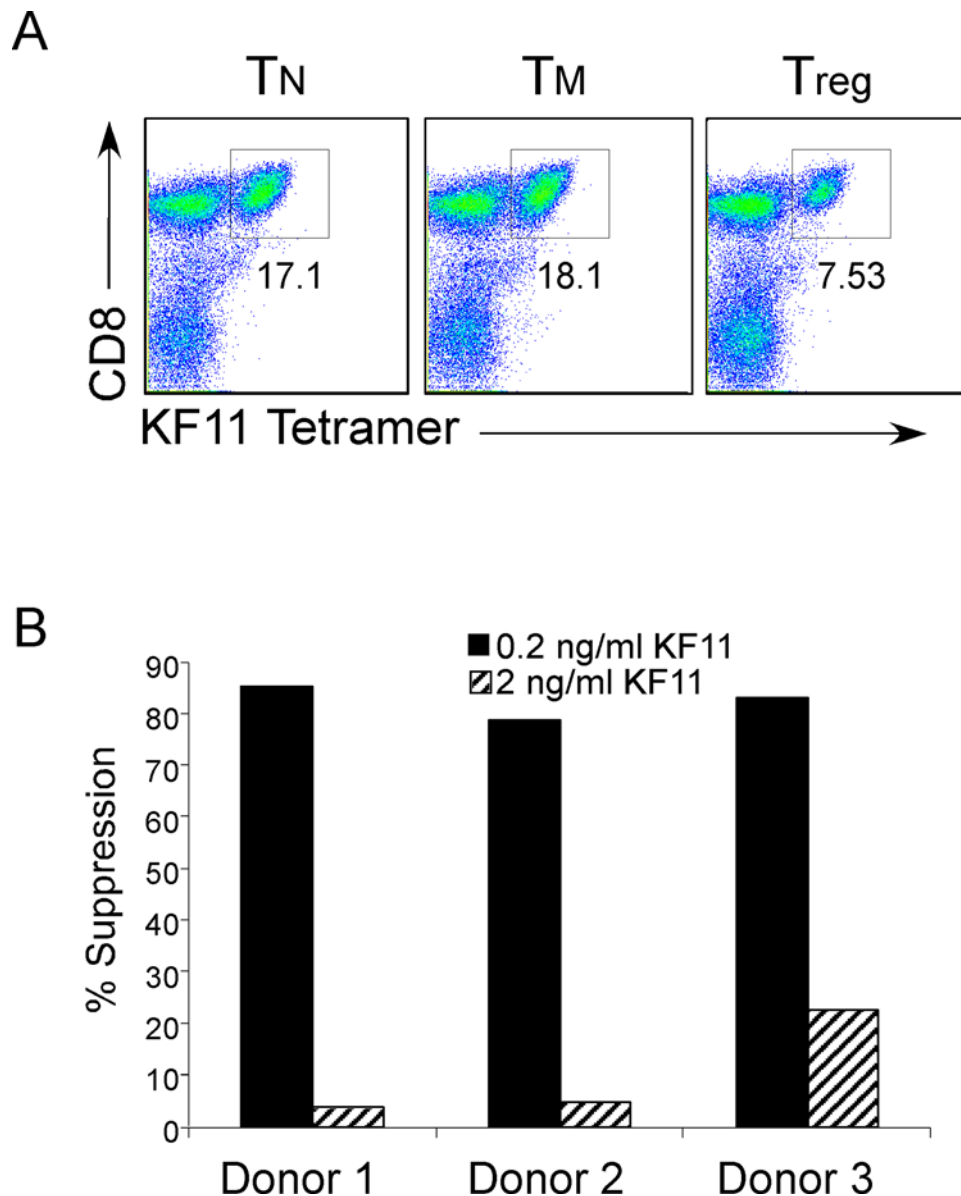 A
TN TM Treg
17.1 18.1 7.53
CD8
KF11 Tetramer
B
0.2 ng/ml KF11
2 ng/ml KF11
90
80
70
60
50
40
30
20
10
0
% Suppression
Donor 1 Donor 2 Donor 3